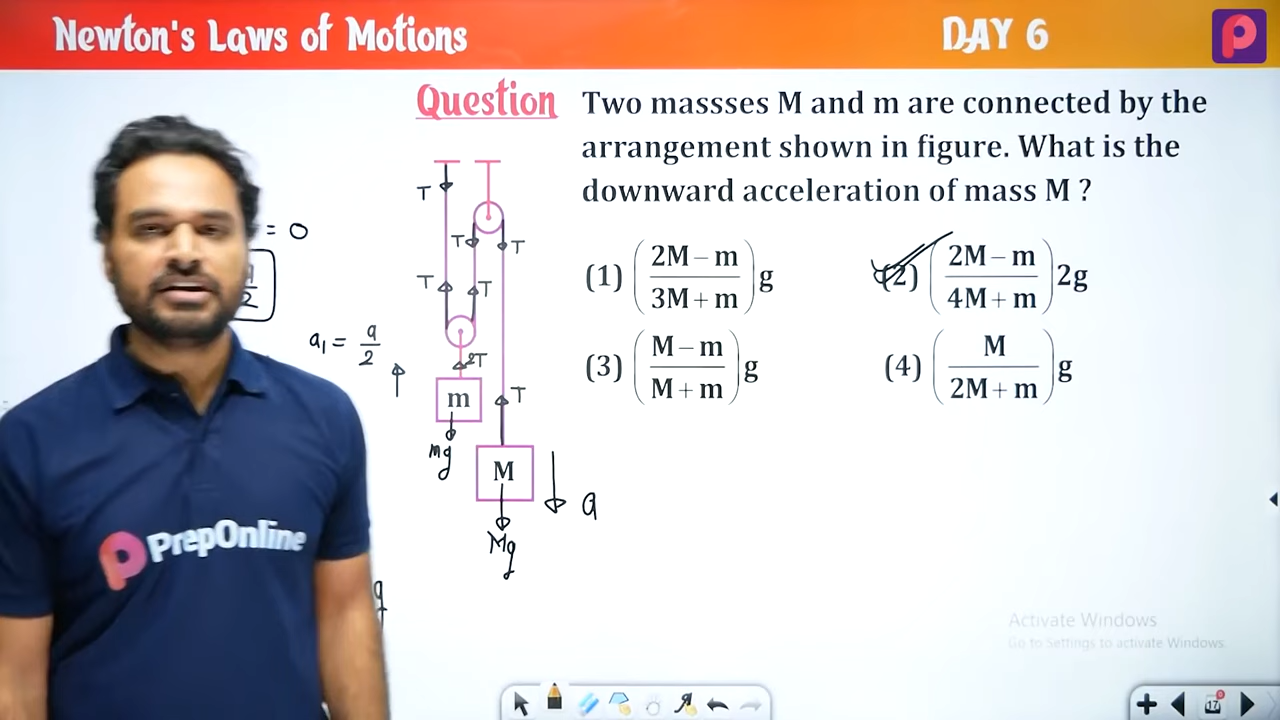 Newton's Laws of Motions
DAY 6
Question
Two massses M and m are connected by the
arrangement shown in figure. What is the
downward acceleration of mass M ?
(1) (2M – m / 3M + m) g
(2) (2M – m / 4M + m) 2g
(3) (M – m / M + m) g
(4) (M / 2M + m) g
= 0
2
a₁ = a/2
T
T
T
T
T
2T
m
T
mg
M
a
Mg
g
PrepOnline
Activate Windows
Go to Settings to activate Windows.
17